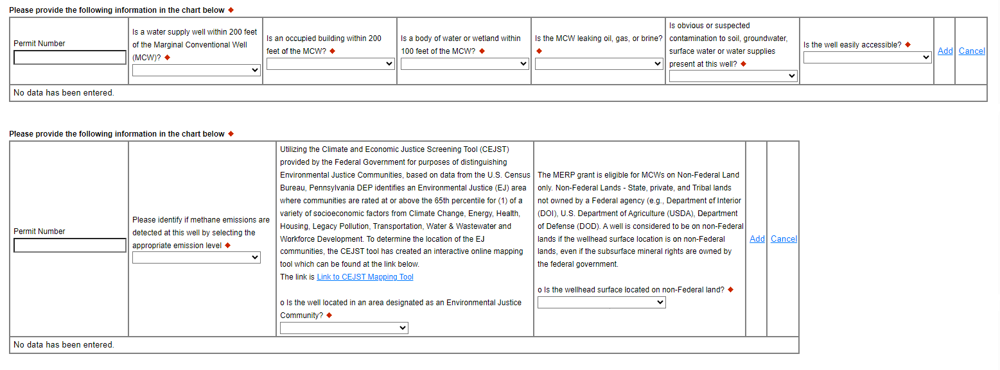 Please provide the following information in the chart below ◆
Permit Number
Is a water supply well within 200 feet
of the Marginal Conventional Well
(MCW)? ◆
Is an occupied building within 200
feet of the MCW? ◆
Is a body of water or wetland within
100 feet of the MCW? ◆
Is the MCW leaking oil, gas, or brine?
◆
Is obvious or suspected
contamination to soil, groundwater,
surface water or water supplies
present at this well? ◆
Is the well easily accessible? ◆
Add
Cancel
No data has been entered.
Please provide the following information in the chart below ◆
Permit Number
Please identify if methane emissions are
detected at this well by selecting the
appropriate emission level ◆
Utilizing the Climate and Economic Justice Screening Tool (CEJST)
provided by the Federal Government for purposes of distinguishing
Environmental Justice Communities, based on data from the U.S. Census
Bureau, Pennsylvania DEP identifies an Environmental Justice (EJ) area
where communities are rated at or above the 65th percentile for (1) of a
variety of socioeconomic factors from Climate Change, Energy, Health,
Housing, Legacy Pollution, Transportation, Water & Wastewater and
Workforce Development. To determine the location of the EJ
communities, the CEJST tool has created an interactive online mapping
tool which can be found at the link below.
The link is Link to CEJST Mapping Tool
o Is the well located in an area designated as an Environmental Justice
Community? ◆
The MERP grant is eligible for MCWs on Non-Federal Land
only. Non-Federal Lands - State, private, and Tribal lands
not owned by a Federal agency (e.g., Department of Interior
(DOI), U.S. Department of Agriculture (USDA), Department
of Defense (DOD). A well is considered to be on non-Federal
lands if the wellhead surface location is on non-Federal
lands, even if the subsurface mineral rights are owned by
the federal government.
o Is the wellhead surface located on non-Federal land? ◆
Add
Cancel
No data has been entered.